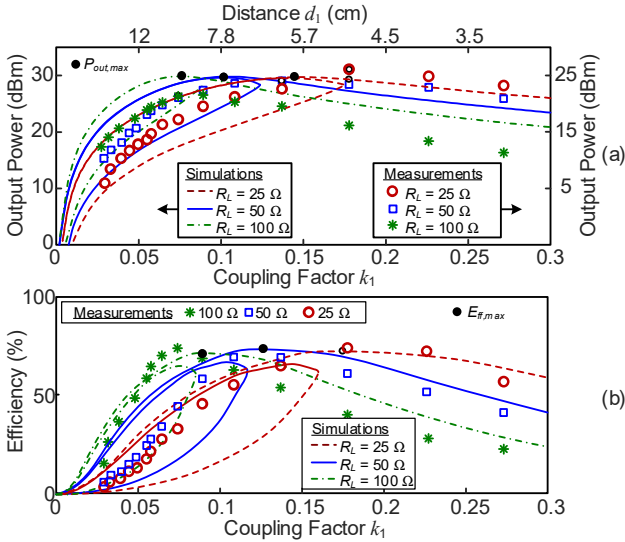 Distance d1 (cm)
12 7.8 5.7 4.5 3.5
(a)
Output Power (dBm)
40
30
20
10
0
Pout,max
Simulations
RL = 25 Ω
RL = 50 Ω
RL = 100 Ω
Measurements
RL = 25 Ω
RL = 50 Ω
RL = 100 Ω
Output Power (dBm)
25
15
5
0 0.05 0.1 0.15 0.2 0.25 0.3
Coupling Factor k1
(b)
Efficiency (%)
100
50
0
Measurements 100 Ω 50 Ω 25 Ω
Eff,max
Simulations
RL = 25 Ω
RL = 50 Ω
RL = 100 Ω
0 0.05 0.1 0.15 0.2 0.25 0.3
Coupling Factor k1